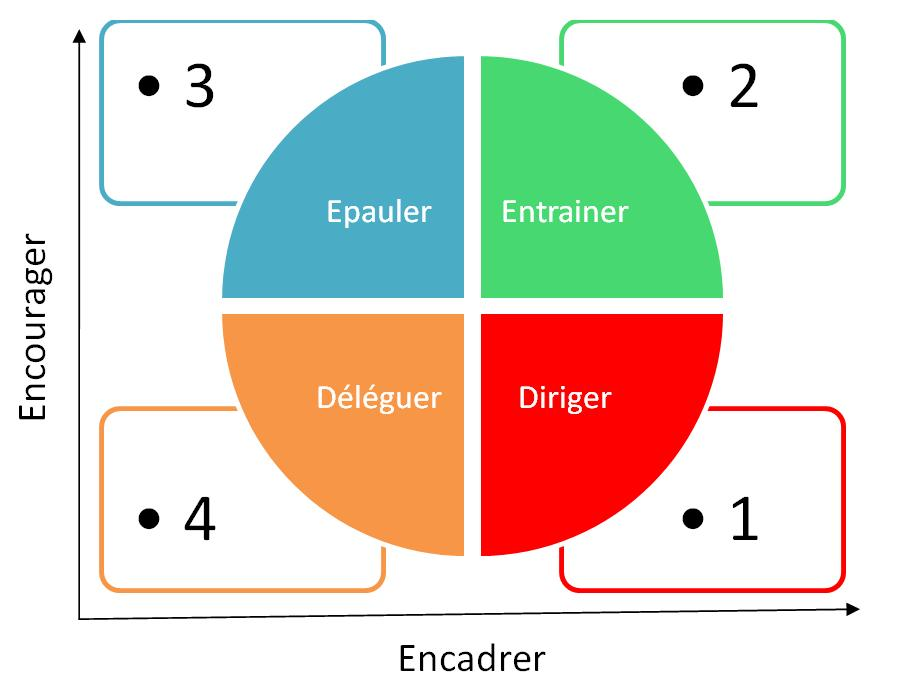 • 3
• 2
Epauler
Entrainer
Encourager
Déléguer
Diriger
• 4
• 1
Encadrer